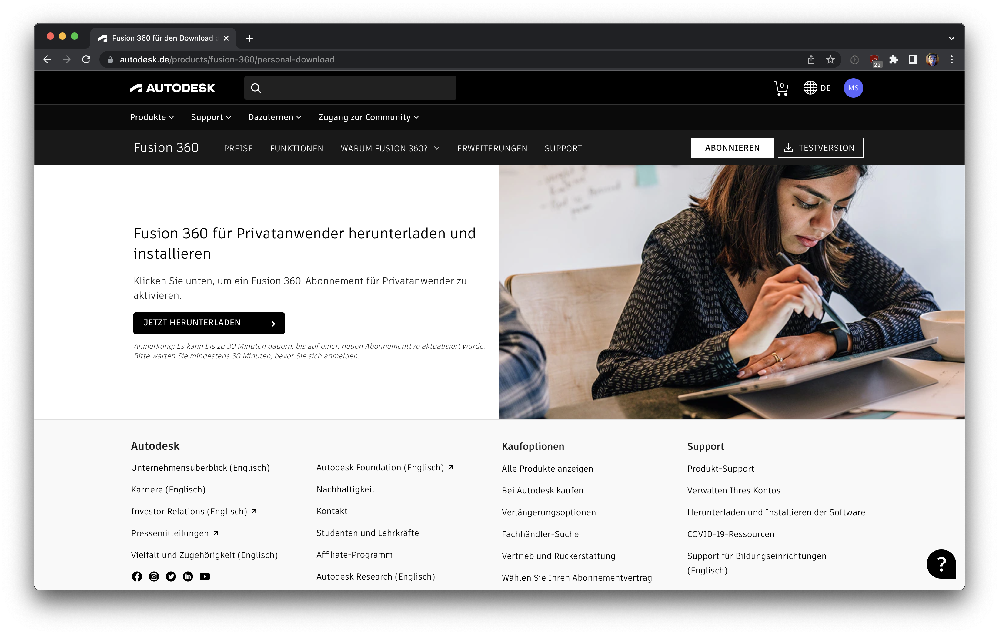 Fusion 360 für den Download
autodesk.de/products/fusion-360/personal-download
22
AUTODESK
0
DE
MS
Produkte
Support
Dazulernen
Zugang zur Community
Fusion 360
PREISE
FUNKTIONEN
WARUM FUSION 360?
ERWEITERUNGEN
SUPPORT
ABONNIEREN
TESTVERSION
Fusion 360 für Privatanwender herunterladen und
installieren
Klicken Sie unten, um ein Fusion 360-Abonnement für Privatanwender zu
aktivieren.
JETZT HERUNTERLADEN
Anmerkung: Es kann bis zu 30 Minuten dauern, bis auf einen neuen Abonnementtyp aktualisiert wurde.
Bitte warten Sie mindestens 30 Minuten, bevor Sie sich anmelden.
Autodesk
Unternehmensüberblick (Englisch)
Karriere (Englisch)
Investor Relations (Englisch)
Pressemitteilungen
Vielfalt und Zugehörigkeit (Englisch)
Autodesk Foundation (Englisch)
Nachhaltigkeit
Kontakt
Studenten und Lehrkräfte
Affiliate-Programm
Autodesk Research (Englisch)
Kaufoptionen
Alle Produkte anzeigen
Bei Autodesk kaufen
Verlängerungsoptionen
Fachhändler-Suche
Vertrieb und Rückerstattung
Wählen Sie Ihren Abonnementvertrag
Support
Produkt-Support
Verwalten Ihres Kontos
Herunterladen und Installieren der Software
COVID-19-Ressourcen
Support für Bildungseinrichtungen
(Englisch)
?